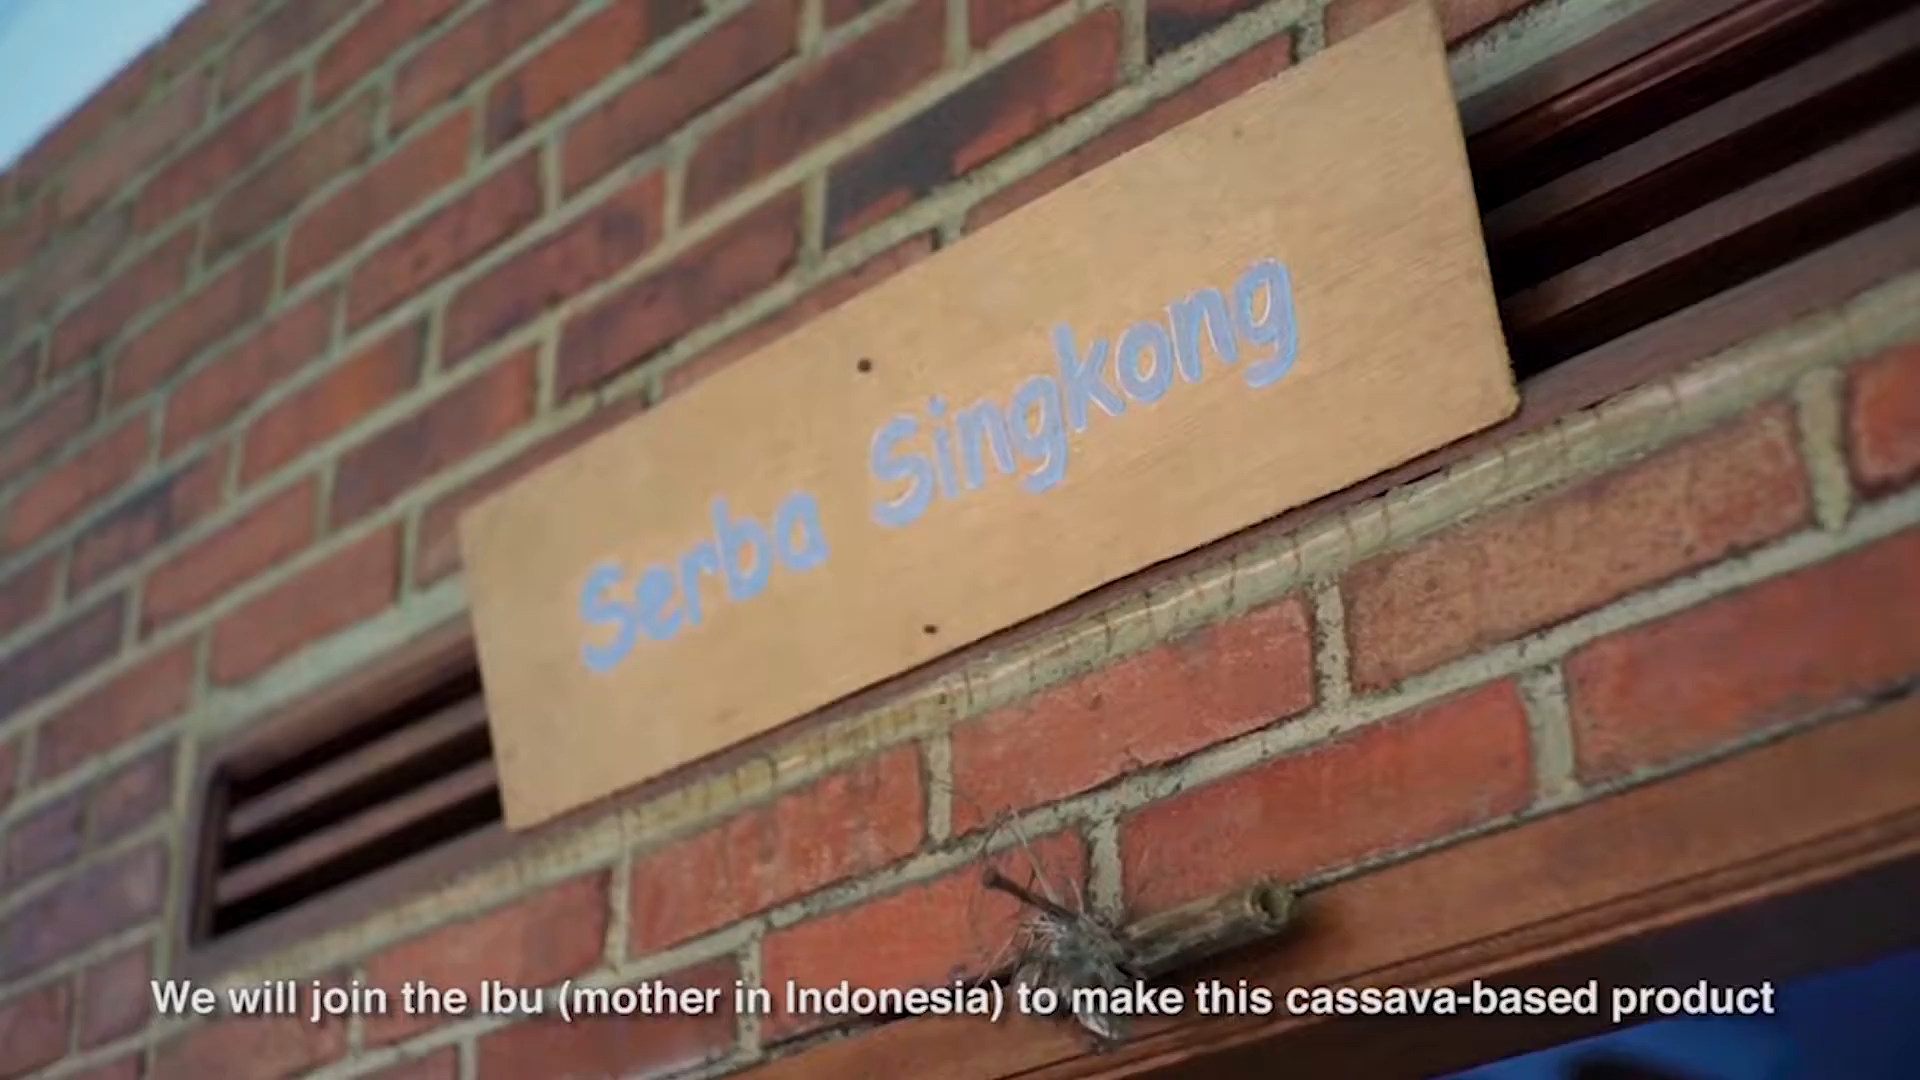 Serba Singkong
We will join the Ibu (mother in Indonesia) to make this cassava-based product